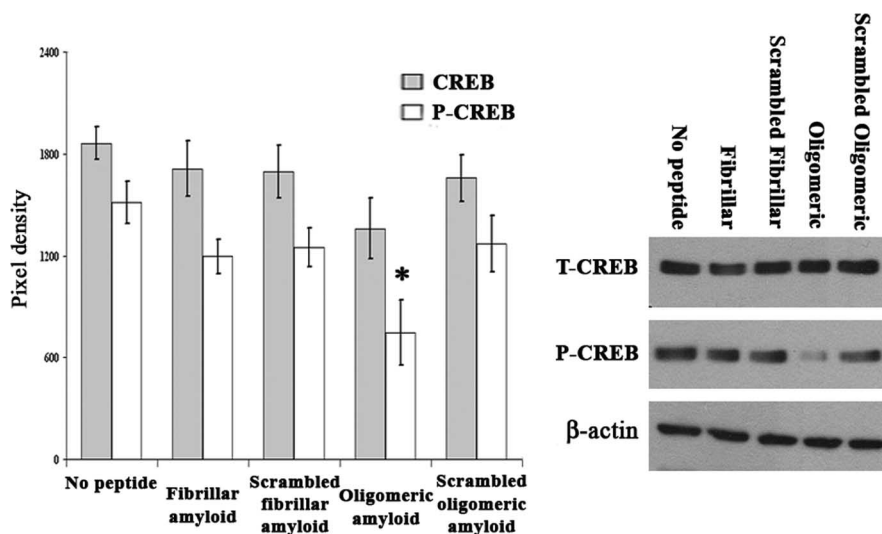 2400
1800
1200
600
0
Pixel density
CREB
P-CREB
*
No peptide
Fibrillar
amyloid
Scrambled
fibrillar
amyloid
Oligomeric
amyloid
Scrambled
oligomeric
amyloid
No peptide
Fibrillar
Scrambled Fibrillar
Oligomeric
Scrambled Oligomeric
T-CREB
P-CREB
β-actin